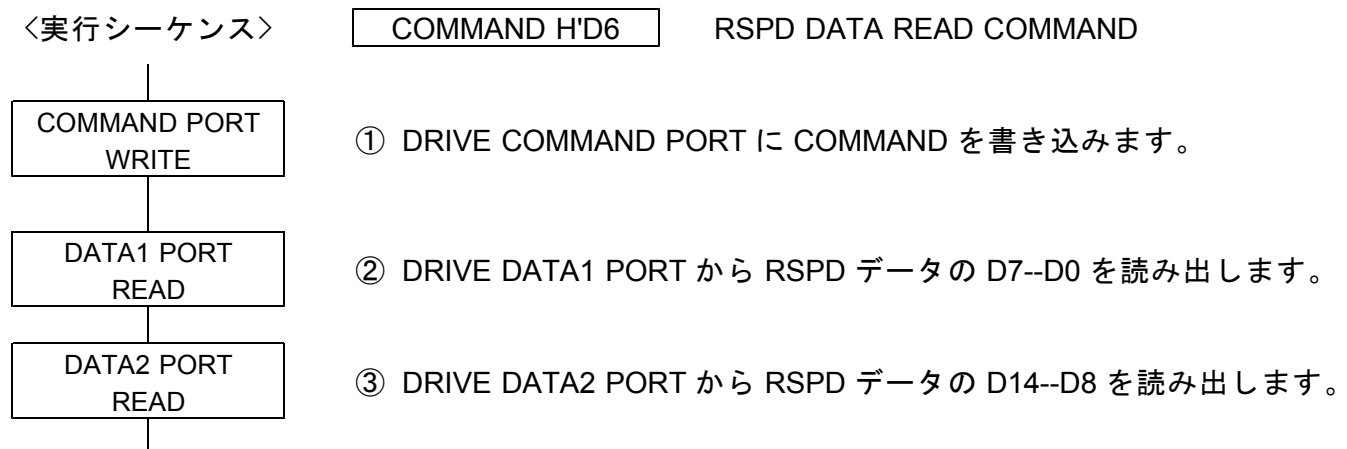 〈実行シーケンス〉 COMMAND H'D6 RSPD DATA READ COMMAND
COMMAND PORT
WRITE
① DRIVE COMMAND PORT に COMMAND を書き込みます。
DATA1 PORT
READ
② DRIVE DATA1 PORT から RSPD データの D7--D0 を読み出します。
DATA2 PORT
READ
③ DRIVE DATA2 PORT から RSPD データの D14--D8 を読み出します。